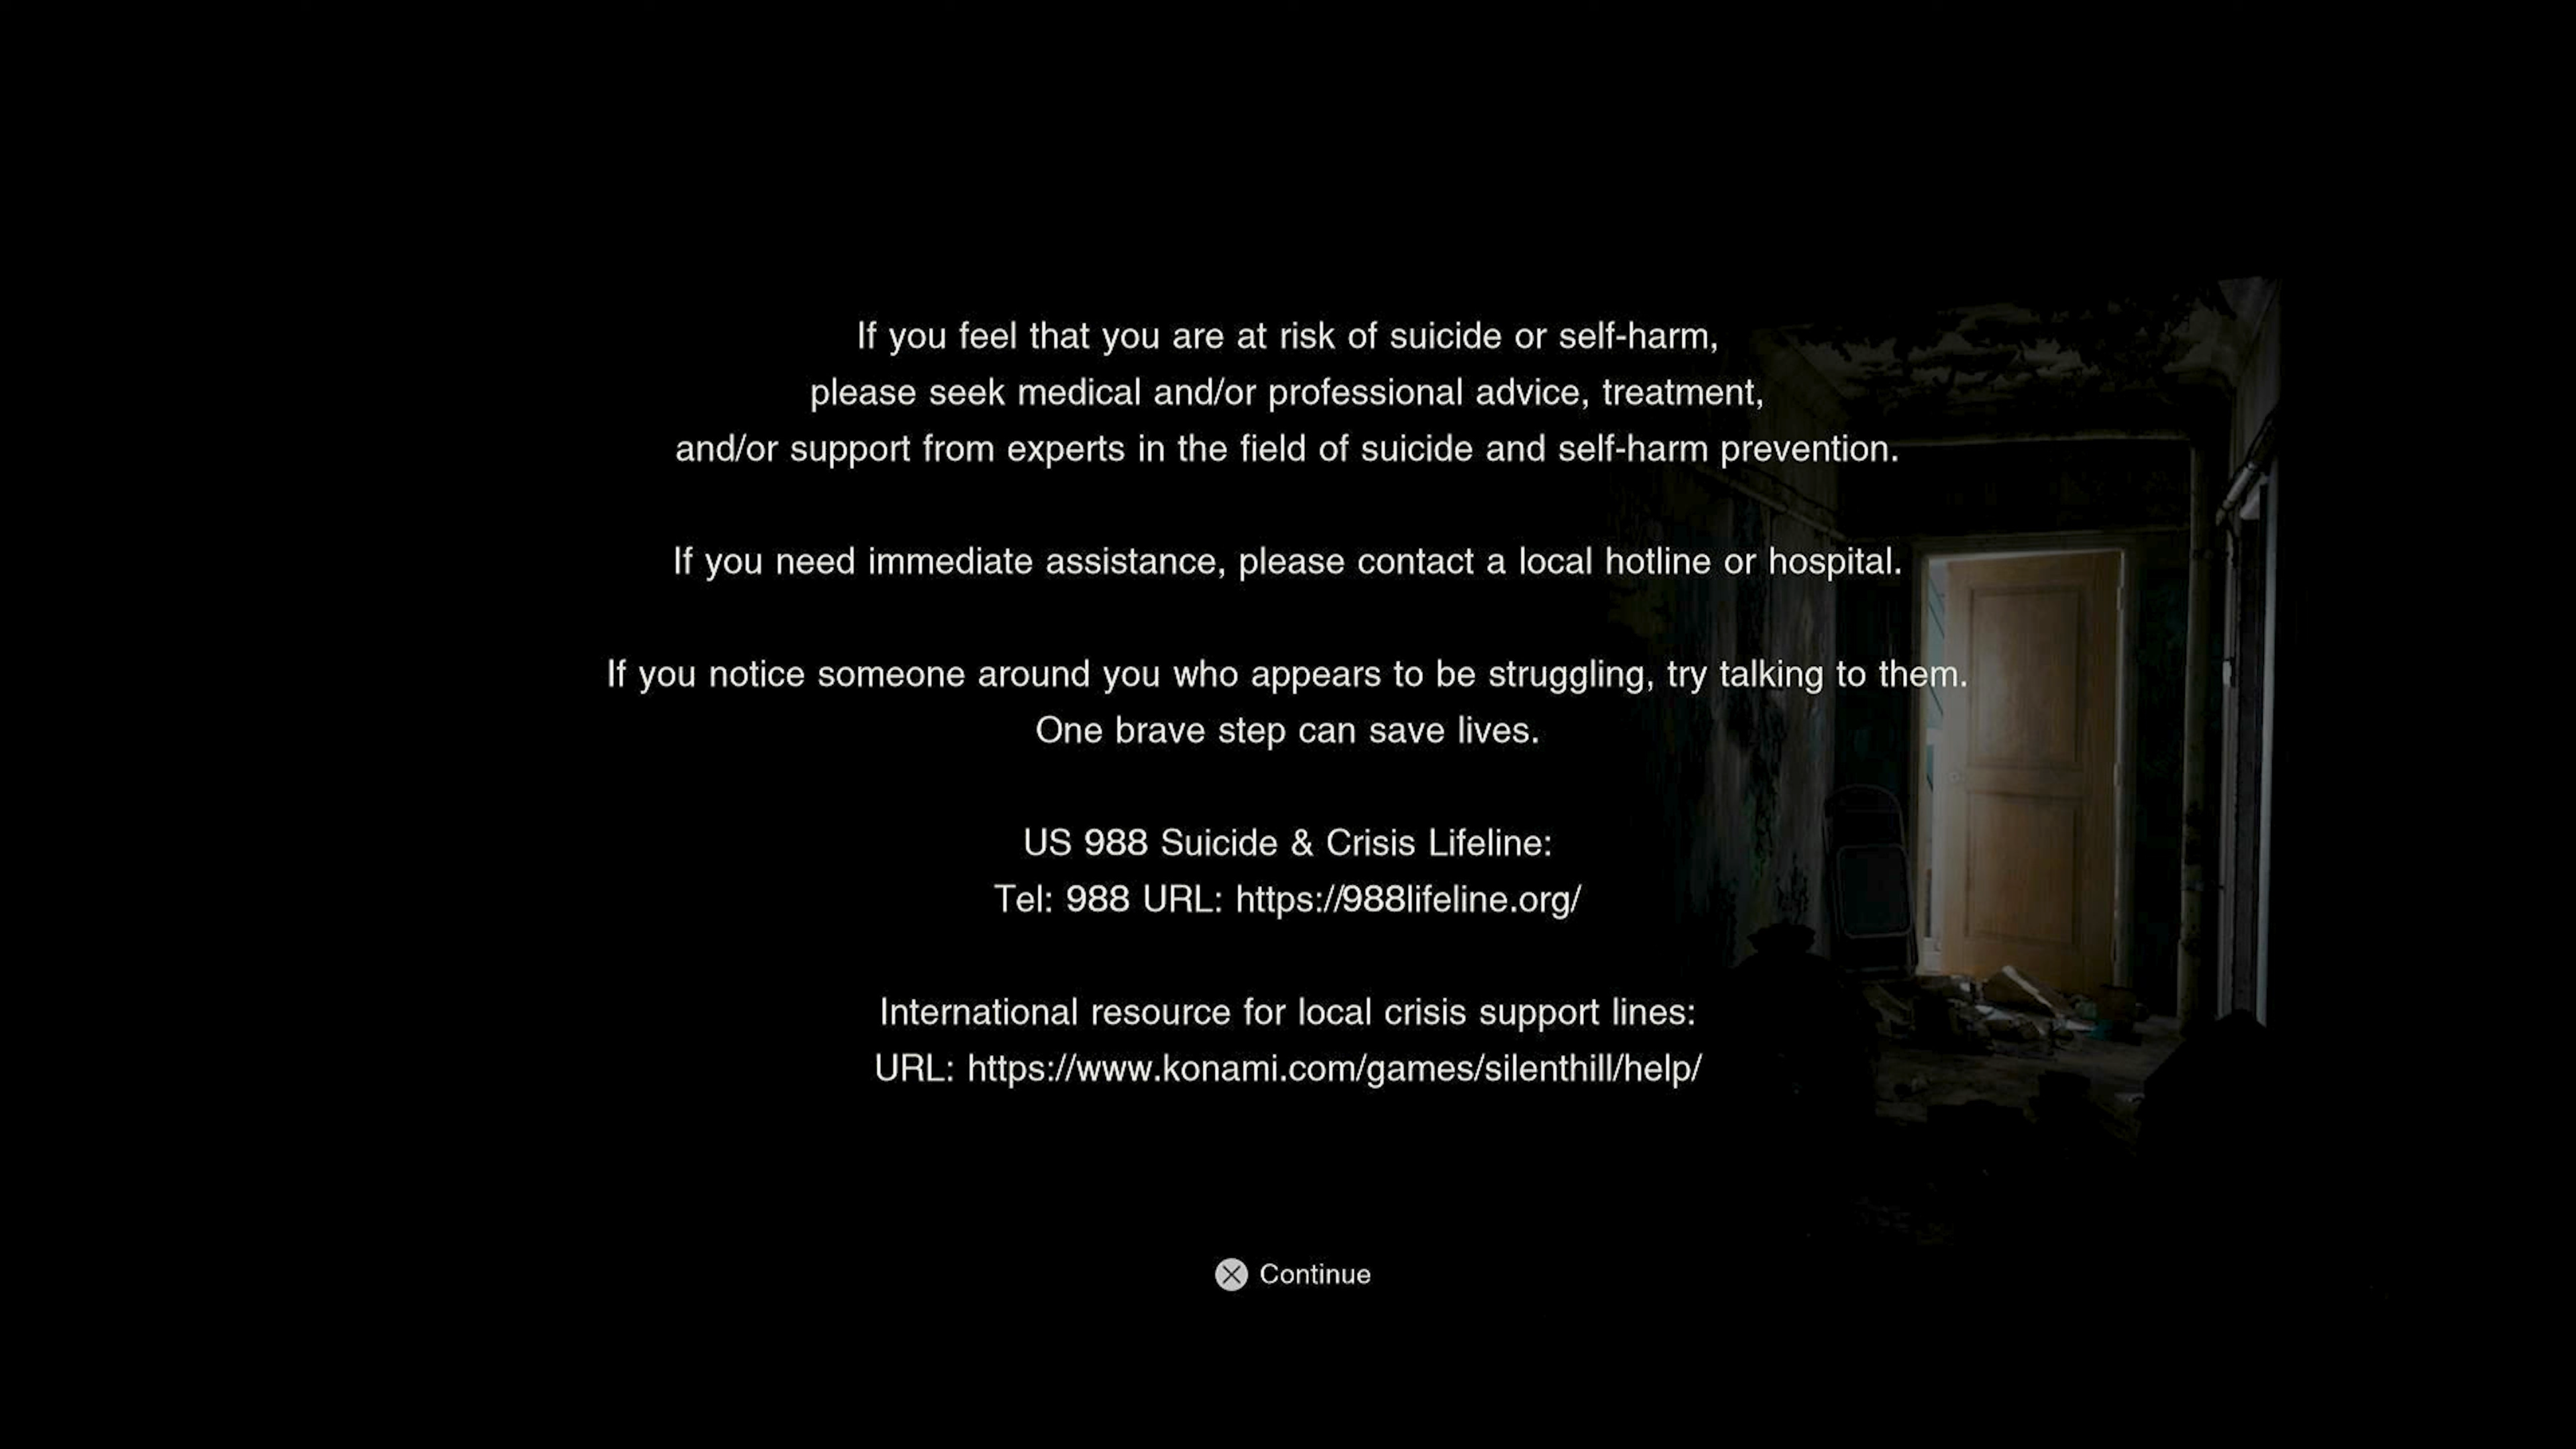 If you feel that you are at risk of suicide or self-harm,
please seek medical and/or professional advice, treatment,
and/or support from experts in the field of suicide and self-harm prevention.
If you need immediate assistance, please contact a local hotline or hospital.
If you notice someone around you who appears to be struggling, try talking to them.
One brave step can save lives.
US 988 Suicide & Crisis Lifeline:
Tel: 988 URL: https://988lifeline.org/
International resource for local crisis support lines:
URL: https://www.konami.com/games/silenthill/help/
Continue